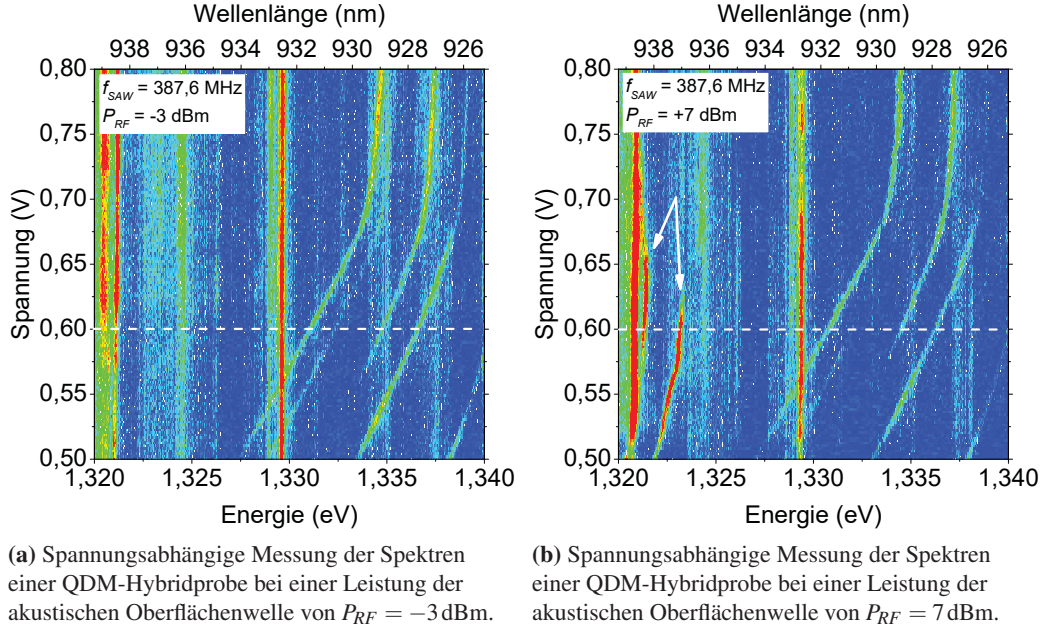 Wellenlänge (nm)
938 936 934 932 930 928 926
0,80
0,75
0,70
0,65
0,60
0,55
0,50
Spannung (V)
f_SAW = 387,6 MHz
P_RF = -3 dBm
1,320 1,325 1,330 1,335 1,340
Energie (eV)
(a) Spannungsabhängige Messung der Spektren
einer QDM-Hybridprobe bei einer Leistung der
akustischen Oberflächenwelle von P_RF = −3 dBm.
Wellenlänge (nm)
938 936 934 932 930 928 926
0,80
0,75
0,70
0,65
0,60
0,55
0,50
Spannung (V)
f_SAW = 387,6 MHz
P_RF = +7 dBm
1,320 1,325 1,330 1,335 1,340
Energie (eV)
(b) Spannungsabhängige Messung der Spektren
einer QDM-Hybridprobe bei einer Leistung der
akustischen Oberflächenwelle von P_RF = 7 dBm.